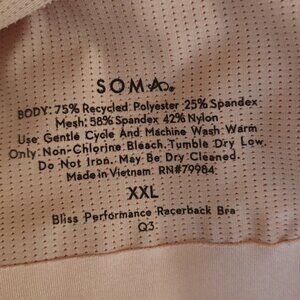 SOMA®
BODY: 75% Recycled Polyester 25% Spandex
Mesh: 58% Spandex 42% Nylon
Use Gentle Cycle And Machine Wash Warm
Only Non-Chlorine Bleach. Tumble Dry Low.
Do Not Iron. May Be Dry Cleaned.
Made in Vietnam RN#79984
XXL
Bliss Performance Racerback Bra
Q3